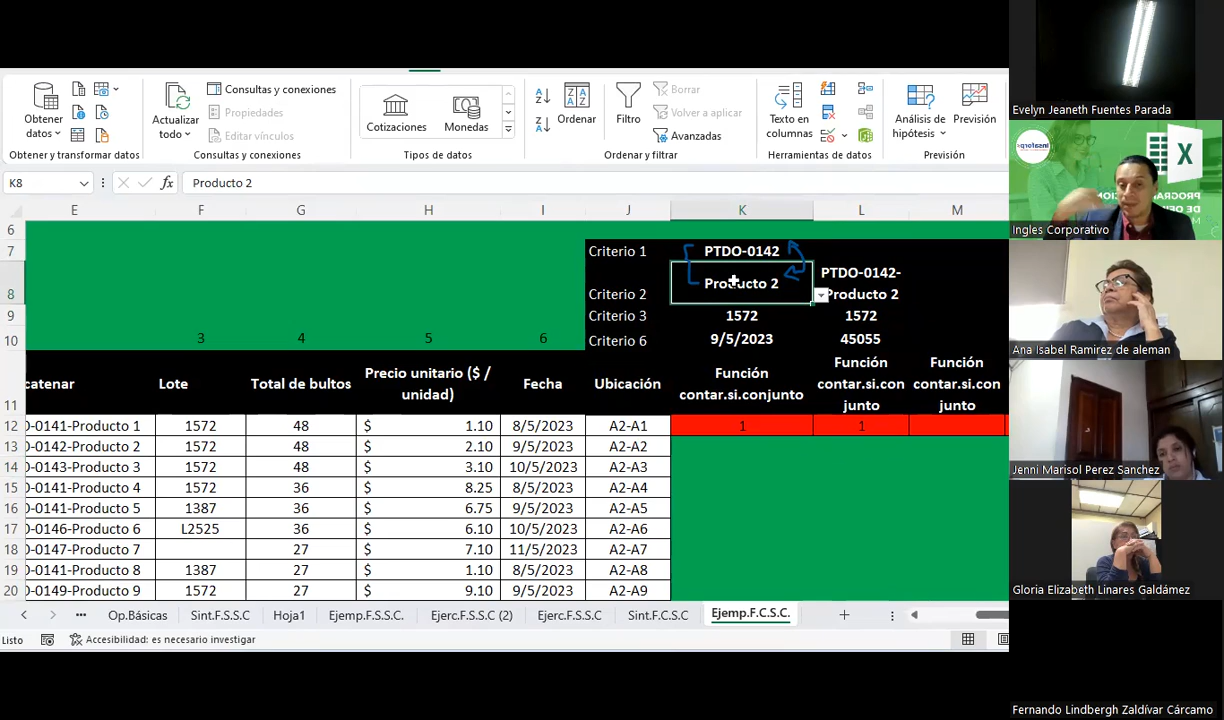 Obtener datos
Actualizar todo
Consultas y conexiones
Propiedades
Editar vínculos
Cotizaciones
Monedas
Ordenar
Filtro
Borrar
Volver a aplicar
Avanzadas
Texto en columnas
Análisis de hipótesis
Previsión
Obtener y transformar datos
Consultas y conexiones
Tipos de datos
Ordenar y filtrar
Herramientas de datos
Previsión
K8
fx
Producto 2
E F G H I J K L M
6
7 Criterio 1 PTDO-0142
8 Criterio 2 Producto 2 PTDO-0142-Producto 2
9 Criterio 3 1572 1572
10 3 4 5 6 Criterio 6 9/5/2023 45055
11 catenar Lote Total de bultos Precio unitario ($ / unidad) Fecha Ubicación Función contar.si.conjunto Función contar.si.con junto Función contar.si.con junto
12 0-0141-Producto 1 1572 48 $ 1.10 8/5/2023 A2-A1 1 1
13 0-0142-Producto 2 1572 48 $ 2.10 9/5/2023 A2-A2
14 0-0143-Producto 3 1572 48 $ 3.10 10/5/2023 A2-A3
15 0-0141-Producto 4 1572 36 $ 8.25 8/5/2023 A2-A4
16 0-0141-Producto 5 1387 36 $ 6.75 9/5/2023 A2-A5
17 0-0146-Producto 6 L2525 36 $ 6.10 10/5/2023 A2-A6
18 0-0147-Producto 7 27 $ 7.10 11/5/2023 A2-A7
19 0-0141-Producto 8 1387 27 $ 1.10 8/5/2023 A2-A8
20 0-0149-Producto 9 1572 27 $ 9.10 9/5/2023 A2-A9
... Op.Básicas Sint.F.S.S.C Hoja1 Ejemp.F.S.S.C. Ejerc.F.S.S.C (2) Ejerc.F.S.S.C Sint.F.C.S.C Ejemp.F.C.S.C.
Listo
Accesibilidad: es necesario investigar
Evelyn Jeaneth Fuentes Parada
insaforp
X
Ingles Corporativo
Ana Isabel Ramirez de aleman
Jenni Marisol Perez Sanchez
Gloria Elizabeth Linares Galdámez
Fernando Lindbergh Zaldívar Cárcamo